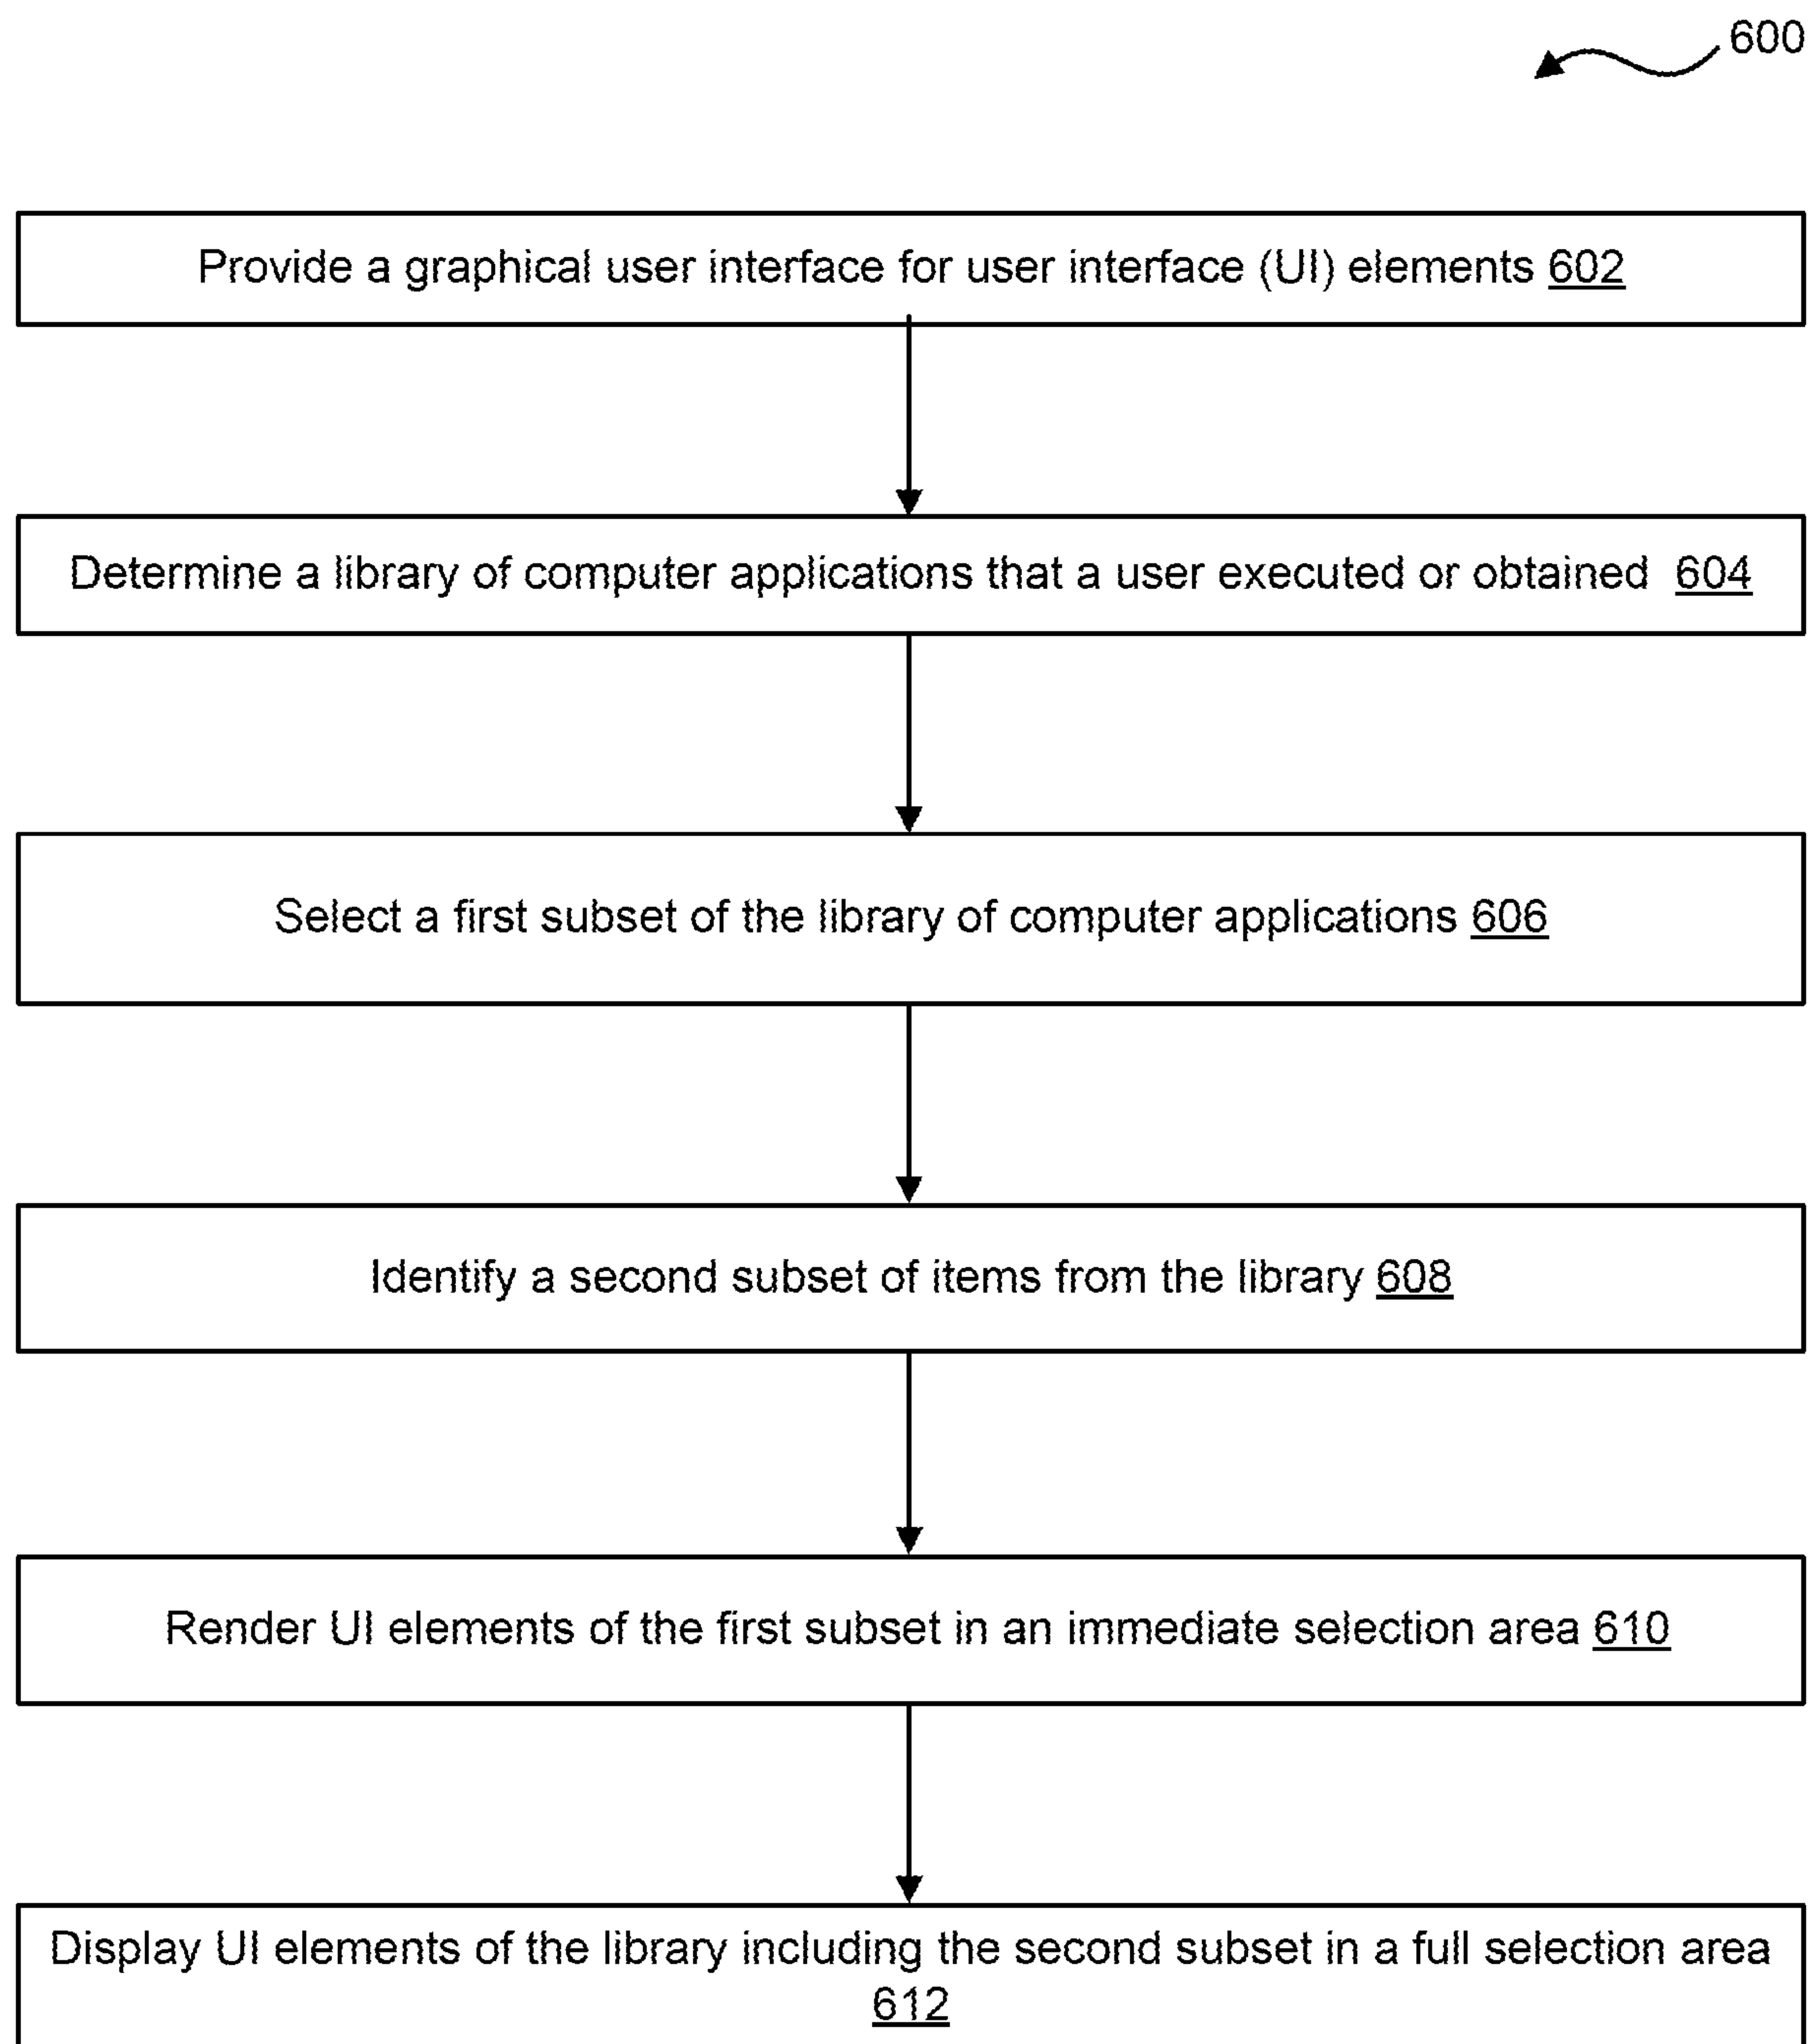 600
Provide a graphical user interface for user interface (UI) elements 602
Determine a library of computer applications that a user executed or obtained 604
Select a first subset of the library of computer applications 606
Identify a second subset of items from the library 608
Render UI elements of the first subset in an immediate selection area 610
Display UI elements of the library including the second subset in a full selection area
612